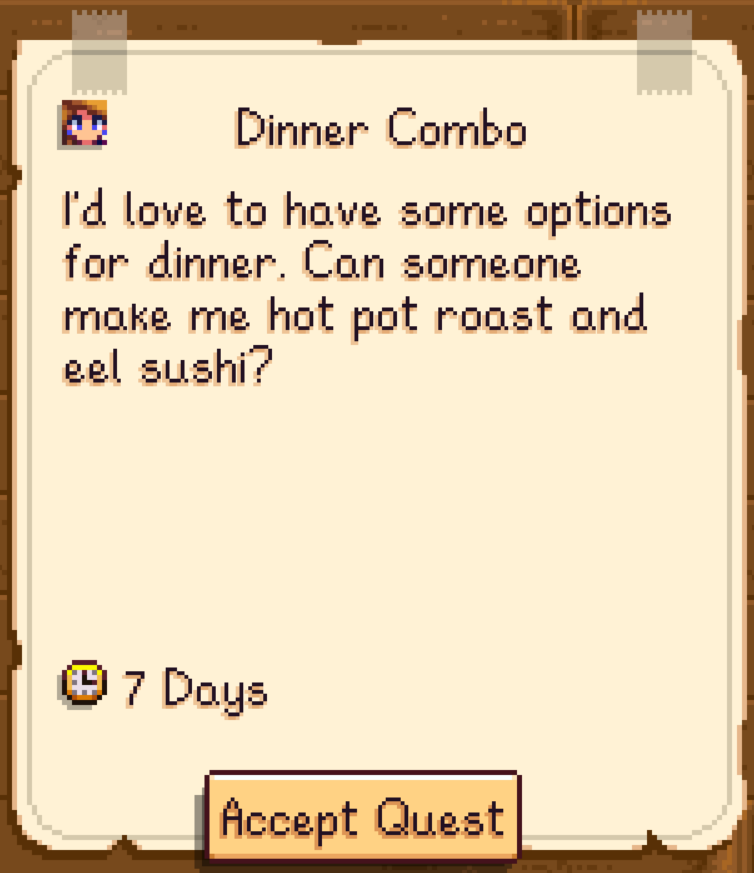 Dinner Combo
I'd love to have some options
for dinner. Can someone
make me hot pot roast and
eel sushi?
7 Days
Accept Quest